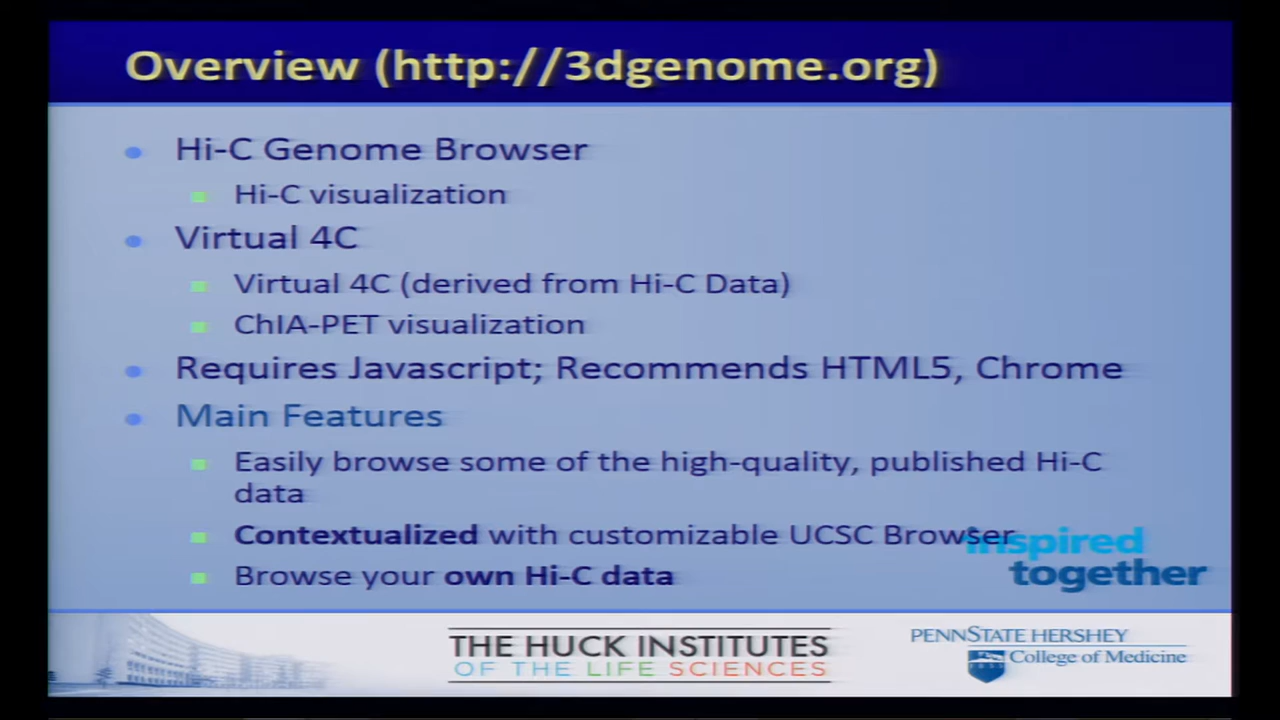 Overview (http://3dgenome.org)
Hi-C Genome Browser
Hi-C visualization
Virtual 4C
Virtual 4C (derived from Hi-C Data)
ChIA-PET visualization
Requires Javascript; Recommends HTML5, Chrome
Main Features
Easily browse some of the high-quality, published Hi-C
data
Contextualized with customizable UCSC Browser
Browse your own Hi-C data
inspired
together
THE HUCK INSTITUTES
OF THE LIFE SCIENCES
PENNSTATE HERSHEY
College of Medicine